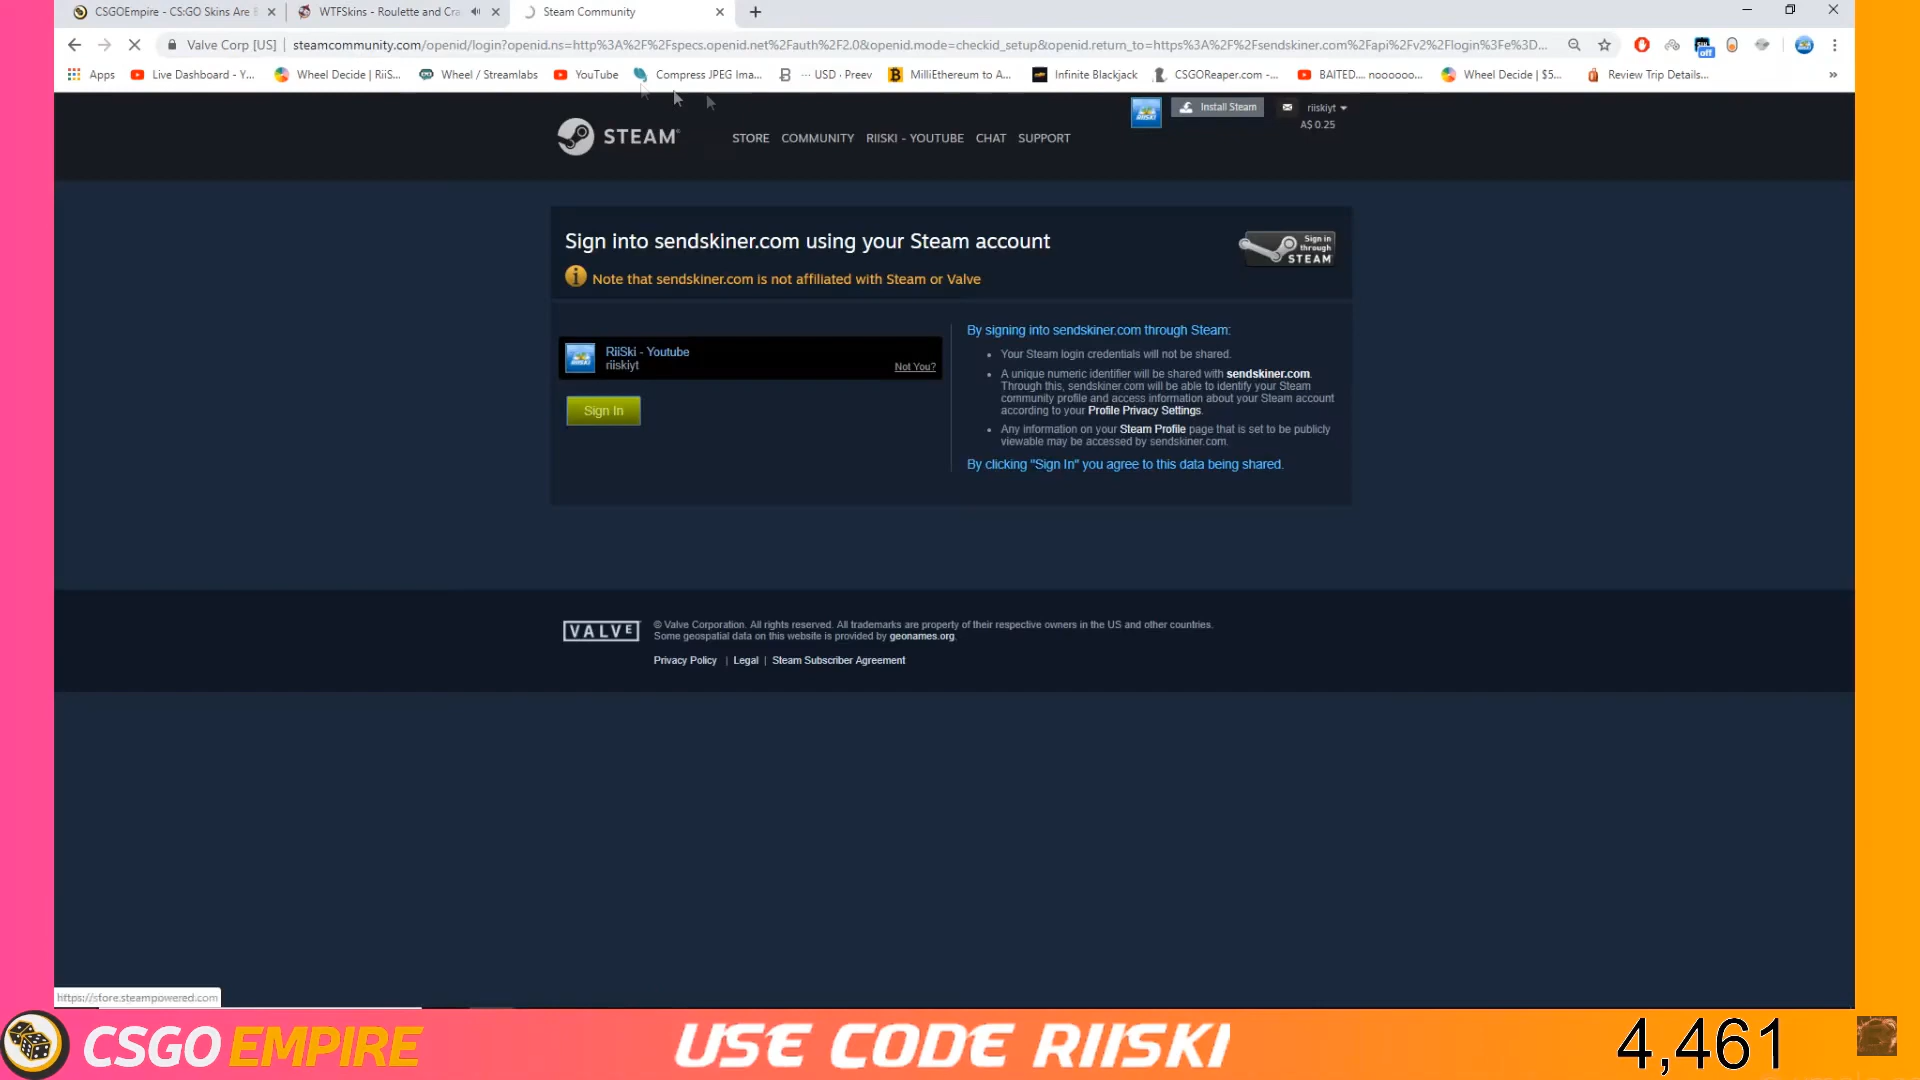 CSGOEmpire - CS:GO Skins Are
WTFSkins - Roulette and Cra
Steam Community
Valve Corp [US]
steamcommunity.com/openid/login?openid.ns=http%3A%2F%2Fspecs.openid.net%2Fauth%2F2.0&openid.mode=checkid_setup&openid.return_to=https%3A%2F%2Fsendskiner.com%2Fapi%2Fv2%2Flogin%3Fe%3D...
Apps
Live Dashboard - Y...
Wheel Decide | RiiS...
Wheel / Streamlabs
YouTube
Compress JPEG Ima...
... USD · Preev
MilliEthereum to A...
Infinite Blackjack
CSGOReaper.com -...
BAITED.... nooooooo...
Wheel Decide | $5...
Review Trip Details...
»
STEAM
STORE COMMUNITY RIISKI - YOUTUBE CHAT SUPPORT
Install Steam
riiskiyt
A$ 0.25
Sign into sendskiner.com using your Steam account
Note that sendskiner.com is not affiliated with Steam or Valve
Sign in
through
STEAM
RiiSki - Youtube
riiskiyt
Not You?
Sign In
By signing into sendskiner.com through Steam:
Your Steam login credentials will not be shared.
A unique numeric identifier will be shared with sendskiner.com.
Through this, sendskiner.com will be able to identify your Steam
community profile and access information about your Steam account
according to your Profile Privacy Settings.
Any information on your Steam Profile page that is set to be publicly
viewable may be accessed by sendskiner.com.
By clicking "Sign In" you agree to this data being shared.
VALVE
© Valve Corporation. All rights reserved. All trademarks are property of their respective owners in the US and other countries.
Some geospatial data on this website is provided by geonames.org.
Privacy Policy | Legal | Steam Subscriber Agreement
https://store.steampowered.com
CSGOEMPIRE
USE CODE RIISKI
4,461